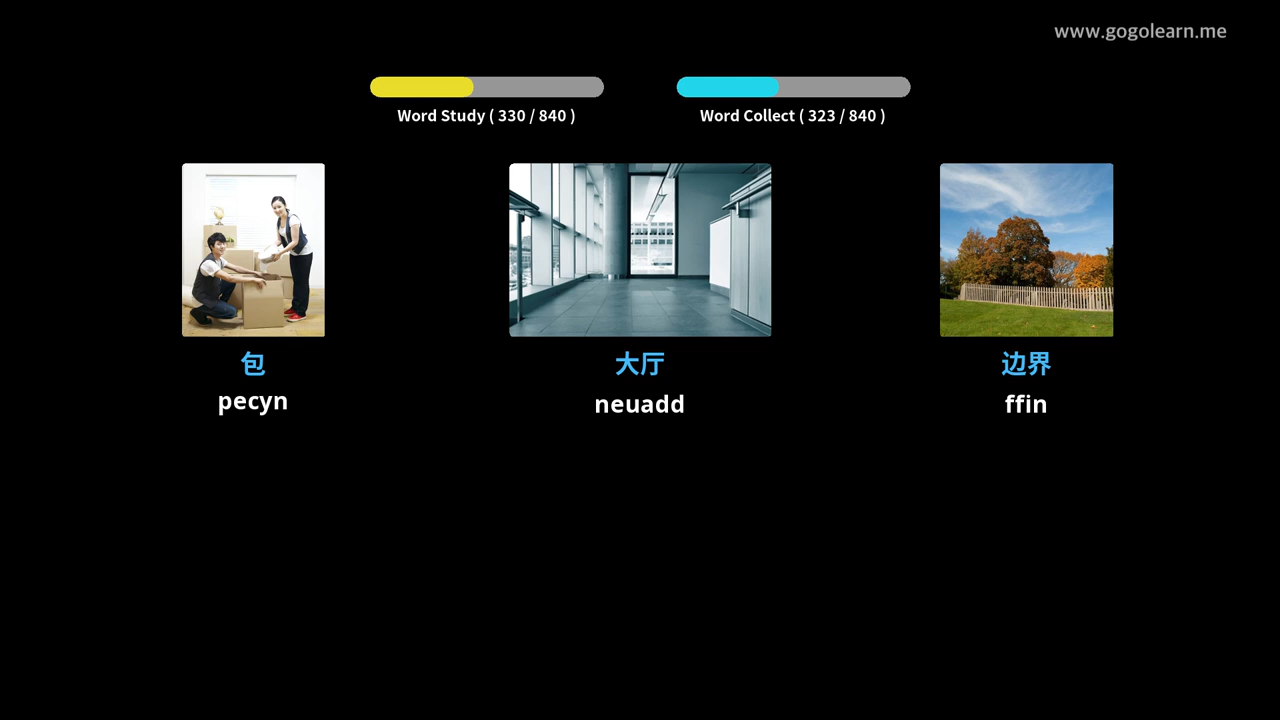 www.gogolearn.me
Word Study ( 330 / 840 )
Word Collect ( 323 / 840 )
包
pecyn
大厅
neuadd
边界
ffin